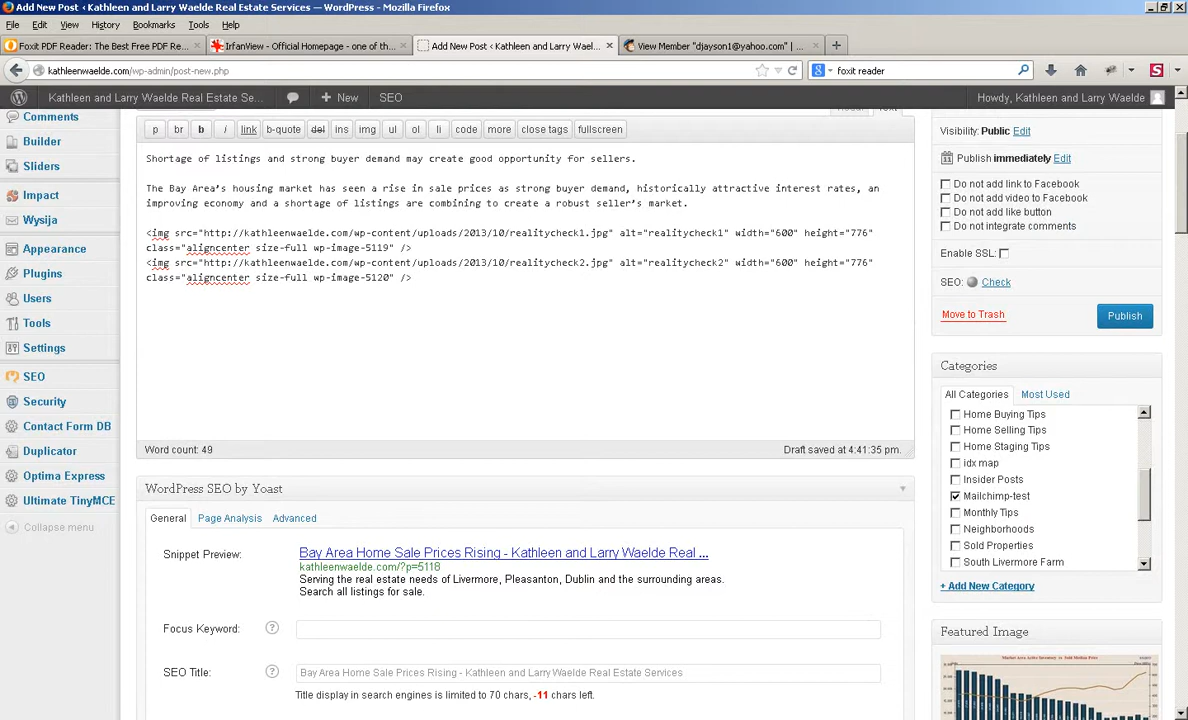 Add New Post ‹ Kathleen and Larry Waelde Real Estate Services — WordPress - Mozilla Firefox
File Edit View History Bookmarks Tools Help
Foxit PDF Reader: The Best Free PDF Re... IrfanView - Official Homepage - one of th... Add New Post ‹ Kathleen and Larry Wael... View Member "djayson1@yahoo.com" | ...
kathleenwaelde.com/wp-admin/post-new.php foxit reader
Kathleen and Larry Waelde Real Estate Se... New SEO Howdy, Kathleen and Larry Waelde
Comments
Builder
Sliders
Impact
Wysija
Appearance
Plugins
Users
Tools
Settings
SEO
Security
Contact Form DB
Duplicator
Optima Express
Ultimate TinyMCE
Collapse menu
p br b i link b-quote del ins img ul ol li code more close tags fullscreen
Shortage of listings and strong buyer demand may create good opportunity for sellers.
The Bay Area's housing market has seen a rise in sale prices as strong buyer demand, historically attractive interest rates, an
improving economy and a shortage of listings are combining to create a robust seller's market.
<img src="http://kathleenwaelde.com/wp-content/uploads/2013/10/realitycheck1.jpg" alt="realitycheck1" width="600" height="776"
class="aligncenter size-full wp-image-5119" />
<img src="http://kathleenwaelde.com/wp-content/uploads/2013/10/realitycheck2.jpg" alt="realitycheck2" width="600" height="776"
class="aligncenter size-full wp-image-5120" />
Word count: 49 Draft saved at 4:41:35 pm.
WordPress SEO by Yoast
General Page Analysis Advanced
Snippet Preview:
Bay Area Home Sale Prices Rising - Kathleen and Larry Waelde Real ...
kathleenwaelde.com/?p=5118
Serving the real estate needs of Livermore, Pleasanton, Dublin and the surrounding areas.
Search all listings for sale.
Focus Keyword: ?
SEO Title: ? Bay Area Home Sale Prices Rising - Kathleen and Larry Waelde Real Estate Services
Title display in search engines is limited to 70 chars, -11 chars left.
Visibility: Public Edit
Publish immediately Edit
Do not add link to Facebook
Do not add video to Facebook
Do not add like button
Do not integrate comments
Enable SSL:
SEO: Check
Move to Trash Publish
Categories
All Categories Most Used
Home Buying Tips
Home Selling Tips
Home Staging Tips
idx map
Insider Posts
Mailchimp-test
Monthly Tips
Neighborhoods
Sold Properties
South Livermore Farm
+ Add New Category
Featured Image
Market Area Active Inventory vs Sold Median Price